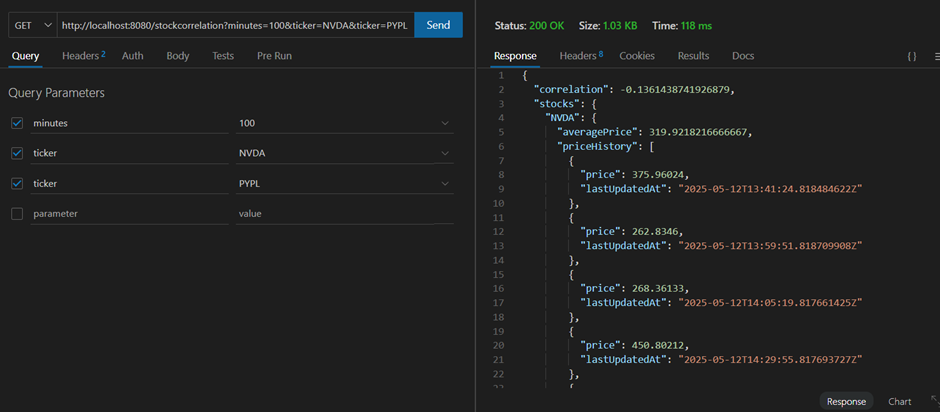 GET http://localhost:8080/stockcorrelation?minutes=100&ticker=NVDA&ticker=PYPL Send
Query Headers 2 Auth Body Tests Pre Run
Query Parameters
minutes 100
ticker NVDA
ticker PYPL
parameter value
Status: 200 OK Size: 1.03 KB Time: 118 ms
Response Headers 8 Cookies Results Docs { }
1 {
2 "correlation": -0.1361438741926879,
3 "stocks": {
4 "NVDA": {
5 "averagePrice": 319.9218216666667,
6 "priceHistory": [
7 {
8 "price": 375.96024,
9 "lastUpdatedAt": "2025-05-12T13:41:24.818484622Z"
10 },
11 {
12 "price": 262.8346,
13 "lastUpdatedAt": "2025-05-12T13:59:51.818709908Z"
14 },
15 {
16 "price": 268.36133,
17 "lastUpdatedAt": "2025-05-12T14:05:19.817661425Z"
18 },
19 {
20 "price": 450.80212,
21 "lastUpdatedAt": "2025-05-12T14:29:55.817693727Z"
22 },
Response Chart